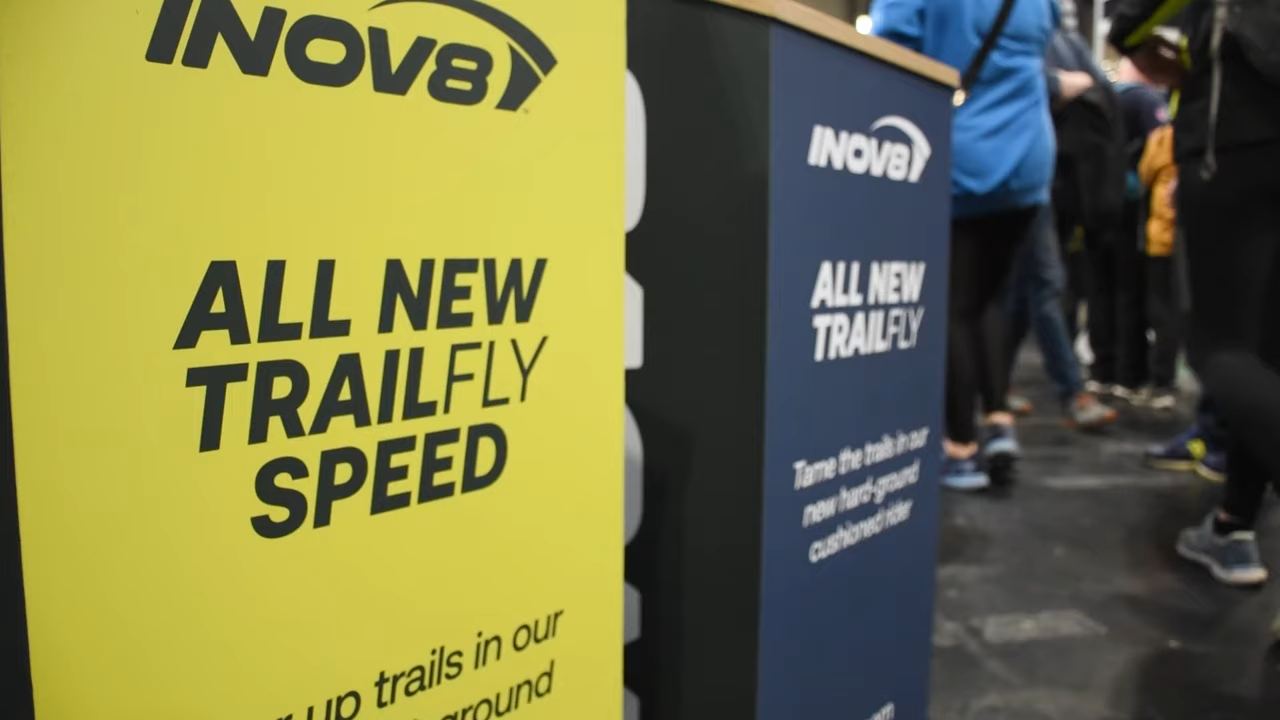 INOV8
ALL NEW
TRAILFLY
SPEED
up trails in our
ground
INOV8
ALL NEW
TRAILFLY
Tame the trails in our
new hard-ground
cushioned rider